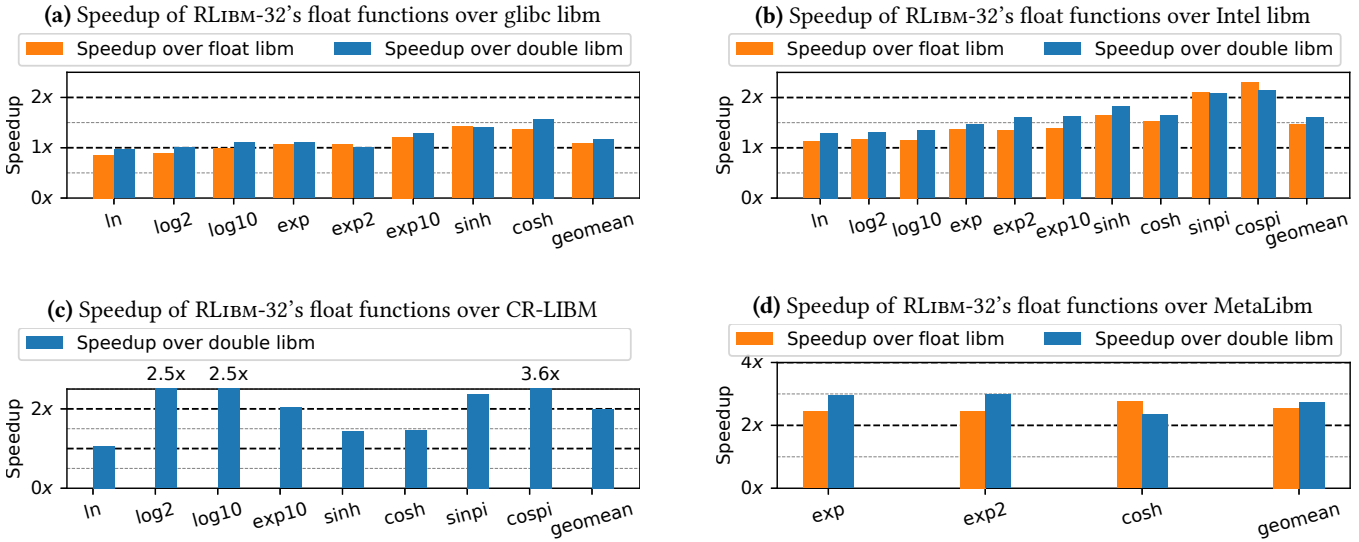 (a) Speedup of RLIBM-32's float functions over glibc libm
Speedup over float libm
Speedup over double libm
Speedup
2x
1x
0x
ln
log2
log10
exp
exp2
exp10
sinh
cosh
geomean
(b) Speedup of RLIBM-32's float functions over Intel libm
Speedup over float libm
Speedup over double libm
Speedup
2x
1x
0x
ln
log2
log10
exp
exp2
exp10
sinh
cosh
sinpi
cospi
geomean
(c) Speedup of RLIBM-32's float functions over CR-LIBM
Speedup over double libm
2.5x
2.5x
3.6x
Speedup
2x
1x
0x
ln
log2
log10
exp10
sinh
cosh
sinpi
cospi
geomean
(d) Speedup of RLIBM-32's float functions over MetaLibm
Speedup over float libm
Speedup over double libm
Speedup
4x
2x
0x
exp
exp2
cosh
geomean